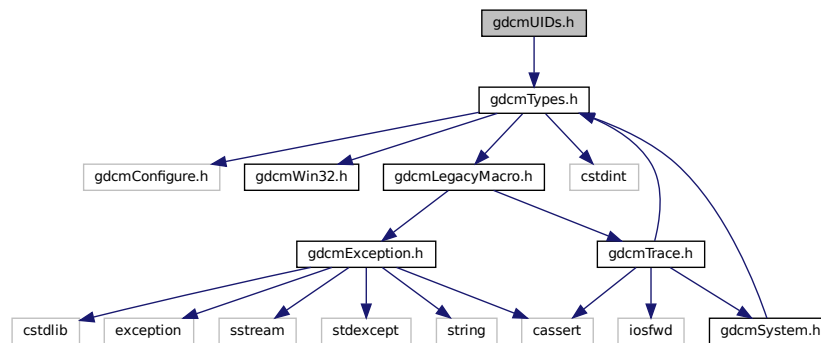 gdcmUIDs.h
gdcmTypes.h
gdcmConfigure.h
gdcmWin32.h
gdcmLegacyMacro.h
cstdint
gdcmException.h
gdcmTrace.h
cstdlib
exception
sstream
stdexcept
string
cassert
iosfwd
gdcmSystem.h